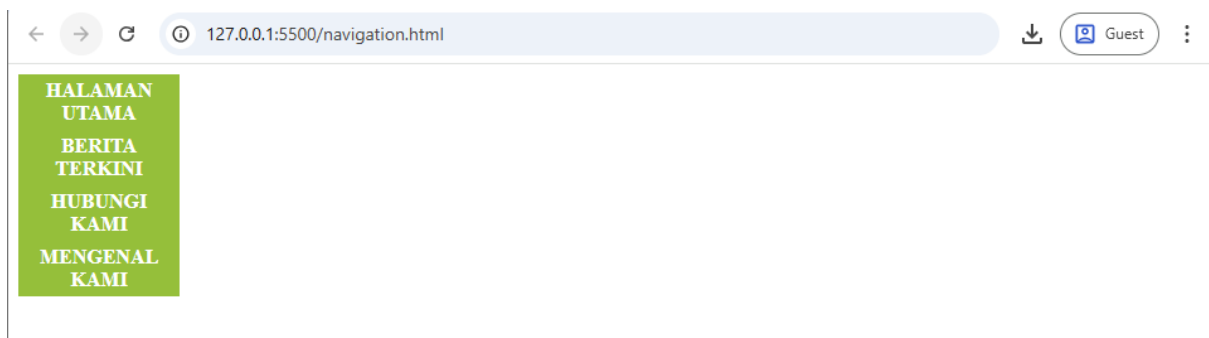 127.0.0.1:5500/navigation.html
Guest
HALAMAN
UTAMA
BERITA
TERKINI
HUBUNGI
KAMI
MENGENAL
KAMI